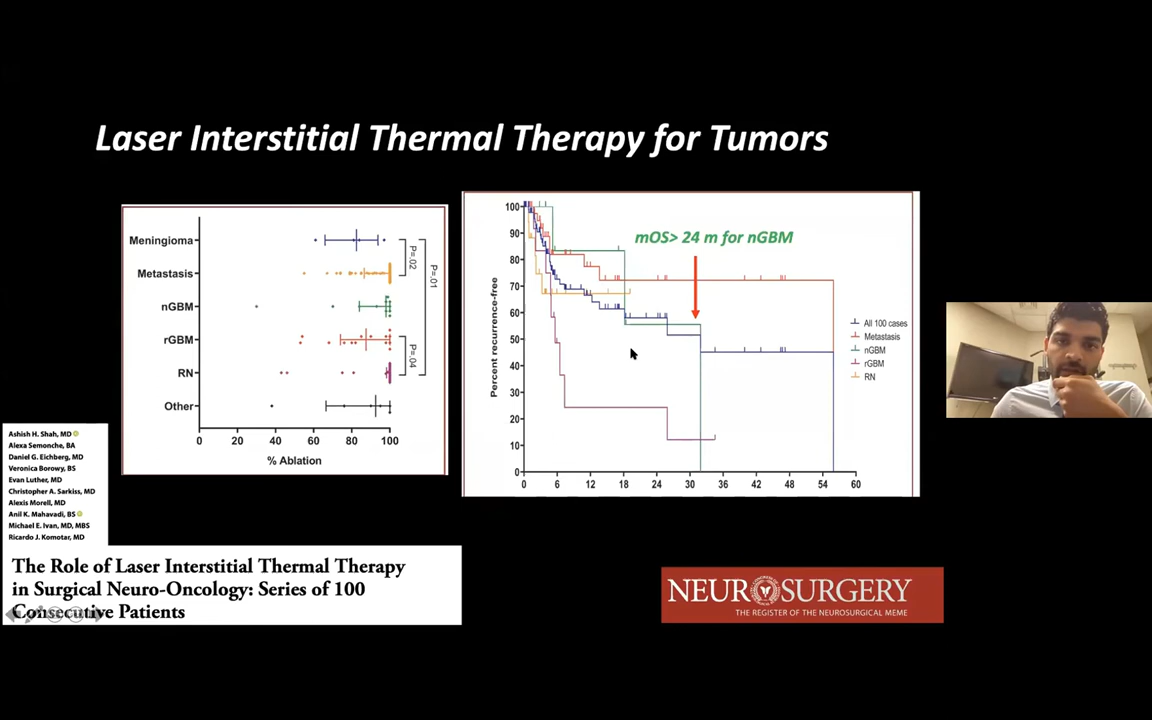 Laser Interstitial Thermal Therapy for Tumors
Meningioma
Metastasis
nGBM
rGBM
RN
Other
P=.02
P=.01
P=.04
0 20 40 60 80 100
% Ablation
Percent recurrence-free
100
90
80
70
60
50
40
30
20
10
0
0 6 12 18 24 30 36 42 48 54 60
mOS> 24 m for nGBM
All 100 cases
Metastasis
nGBM
rGBM
RN
Ashish H. Shah, MD
Alexa Semonche, BA
Daniel G. Eichberg, MD
Veronica Borowy, BS
Evan Luther, MD
Christopher A. Sarkiss, MD
Alexis Morell, MD
Anil K. Mahavadi, BS
Michael E. Ivan, MD, MBS
Ricardo J. Komotar, MD
The Role of Laser Interstitial Thermal Therapy
in Surgical Neuro-Oncology: Series of 100
Consecutive Patients
NEUROSURGERY
THE REGISTER OF THE NEUROSURGICAL MEME